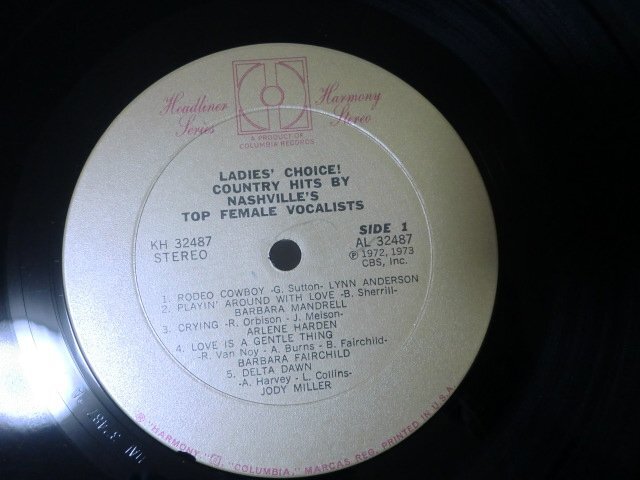 Headliner Series
Harmony Stereo
A PRODUCT OF
COLUMBIA RECORDS
LADIES' CHOICE!
COUNTRY HITS BY
NASHVILLE'S
TOP FEMALE VOCALISTS
KH 32487
STEREO
SIDE 1
AL 32487
℗ 1972, 1973
CBS, Inc.
1. RODEO COWBOY -G. Sutton- LYNN ANDERSON
2. PLAYIN' AROUND WITH LOVE -B. Sherrill-
BARBARA MANDRELL
3. CRYING -R. Orbison - J. Melson-
ARLENE HARDEN
4. LOVE IS A GENTLE THING
-R. Van Noy - A. Burns - B. Fairchild-
BARBARA FAIRCHILD
5. DELTA DAWN
-A. Harvey - L. Collins-
JODY MILLER
® "HARMONY," "COLUMBIA," MARCAS REG. PRINTED IN U.S.A.